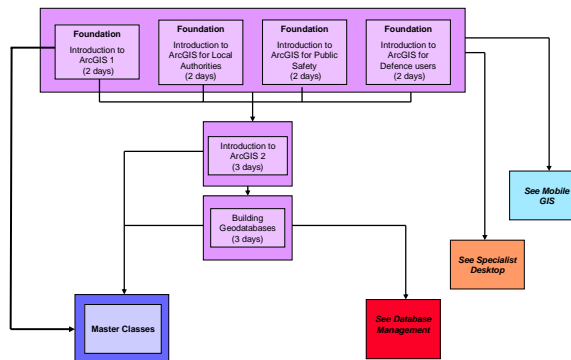 Foundation
Introduction to
ArcGIS 1
(2 days)
Foundation
Introduction to
ArcGIS for Local
Authorities
(2 days)
Foundation
Introduction to
ArcGIS for Public
Safety
(2 days)
Foundation
Introduction to
ArcGIS for
Defence users
(2 days)
Introduction to
ArcGIS 2
(3 days)
See Mobile
GIS
Building
Geodatabases
(3 days)
See Specialist
Desktop
Master Classes
See Database
Management